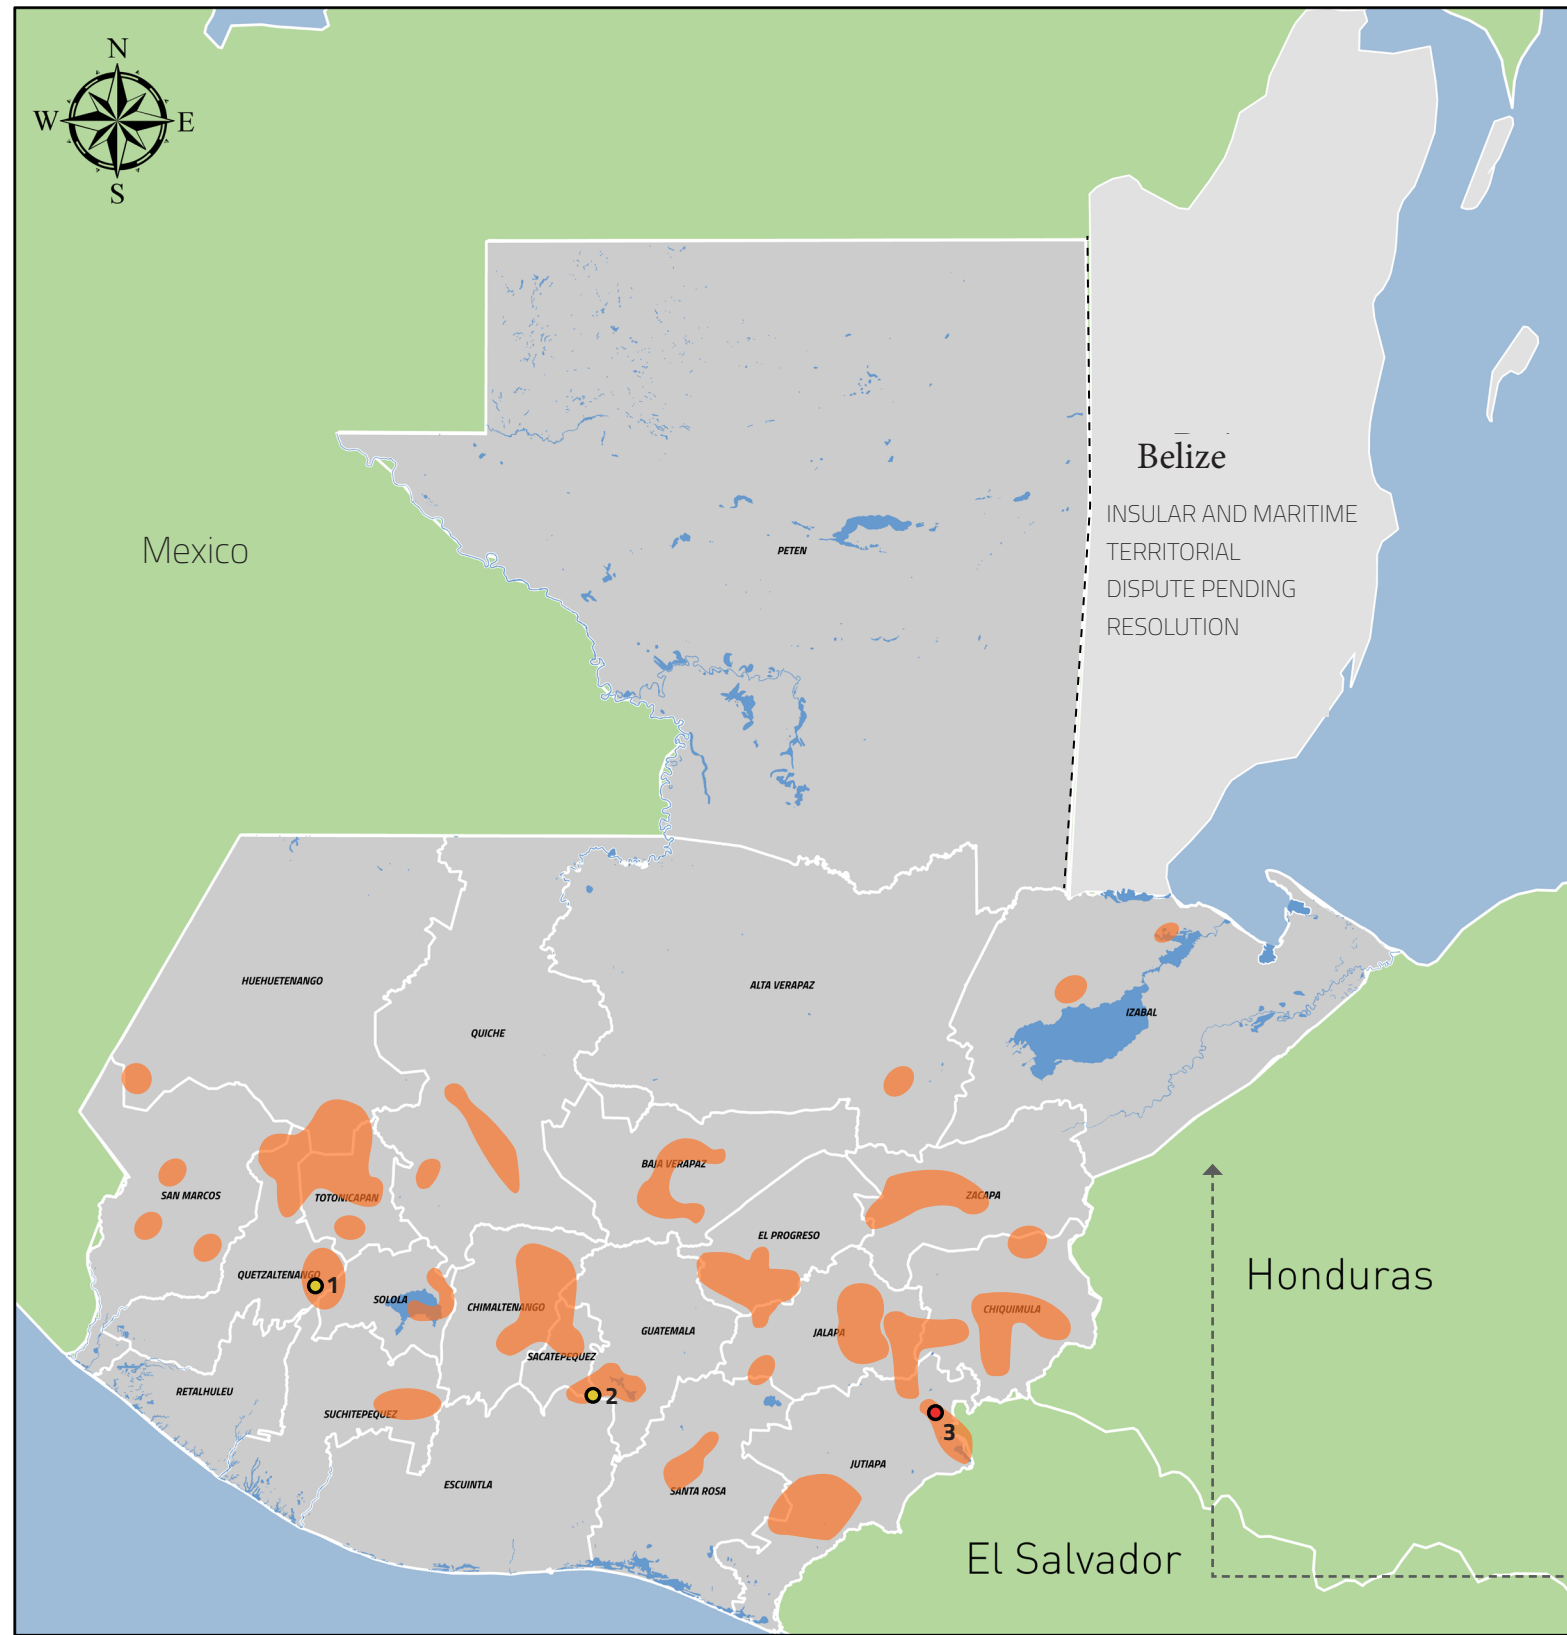 N
W E
S
Mexico
Belize
INSULAR AND MARITIME
TERRITORIAL
DISPUTE PENDING
RESOLUTION
PETEN
HUEHUETENANGO
ALTA VERAPAZ
IZABAL
QUICHE
BAJA VERAPAZ
SAN MARCOS
TOTONICAPAN
ZACAPA
EL PROGRESO
QUETZALTENANGO
1
SOLOLA
CHIMALTENANGO
CHIQUIMULA
GUATEMALA
JALAPA
SACATEPEQUEZ
RETALHULEU
2
SUCHITEPEQUEZ
3
JUTIAPA
ESCUINTLA
SANTA ROSA
Honduras
El Salvador